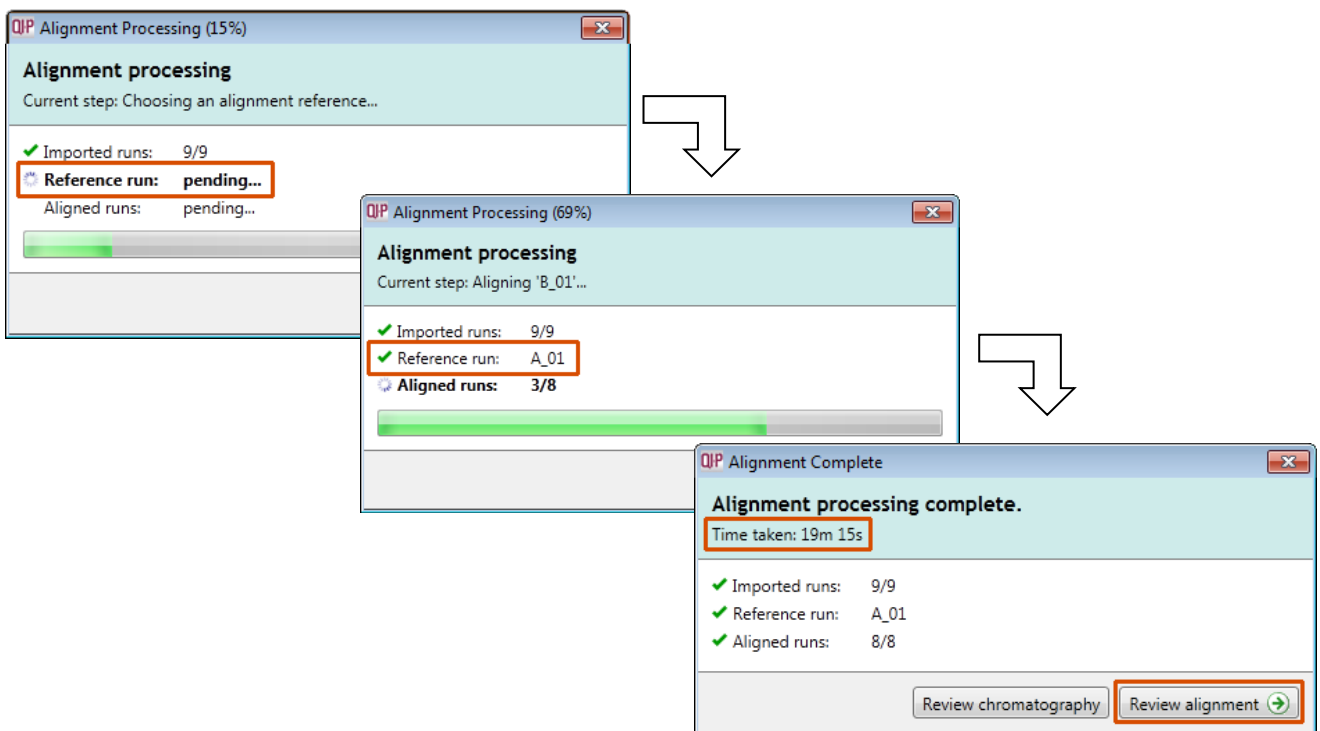 QIP Alignment Processing (15%)
Alignment processing
Current step: Choosing an alignment reference...
Imported runs: 9/9
Reference run: pending...
Aligned runs: pending...
QIP Alignment Processing (69%)
Alignment processing
Current step: Aligning 'B_01'...
Imported runs: 9/9
Reference run: A_01
Aligned runs: 3/8
QIP Alignment Complete
Alignment processing complete.
Time taken: 19m 15s
Imported runs: 9/9
Reference run: A_01
Aligned runs: 8/8
Review chromatography Review alignment